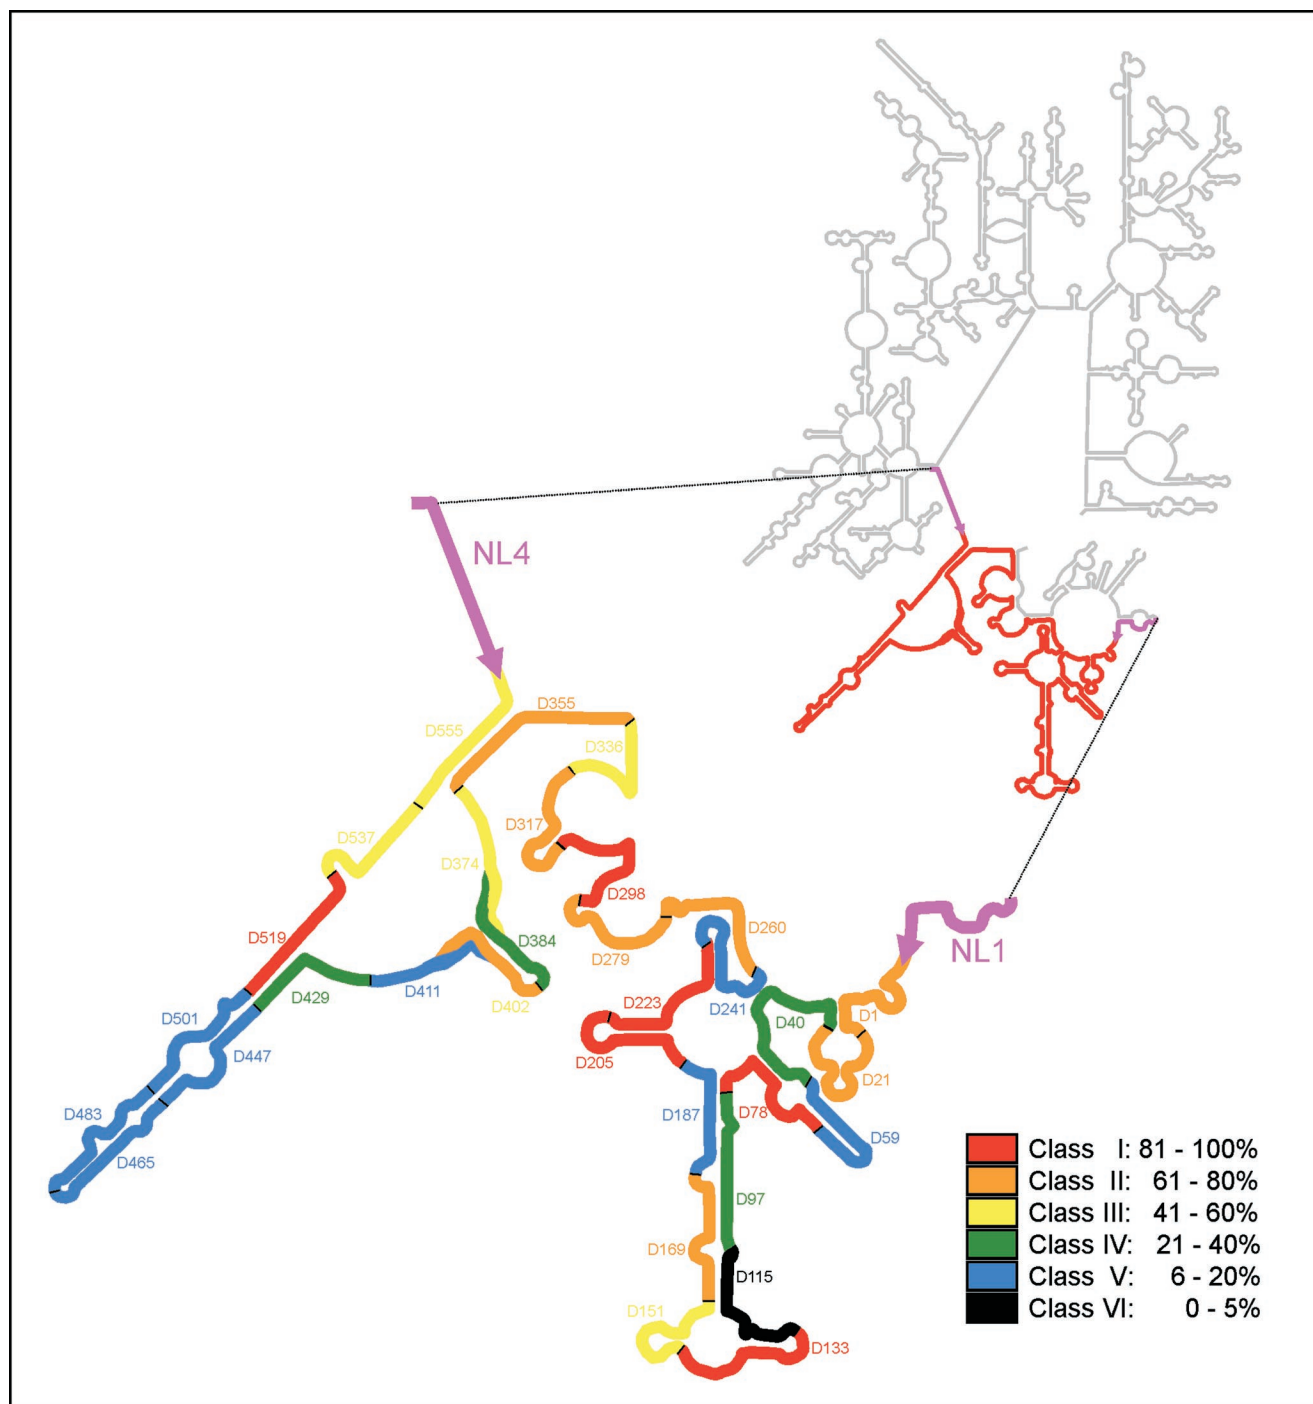 NL4
D355
D555
D336
D317
D537
D374
D298
D519
D384
D260
D279
NL1
D429
D411
D402
D223
D241
D40
D1
D501
D447
D205
D21
D483
D187
D78
D59
D465
D97
D169
D115
D151
D133
Class I: 81 - 100%
Class II: 61 - 80%
Class III: 41 - 60%
Class IV: 21 - 40%
Class V: 6 - 20%
Class VI: 0 - 5%